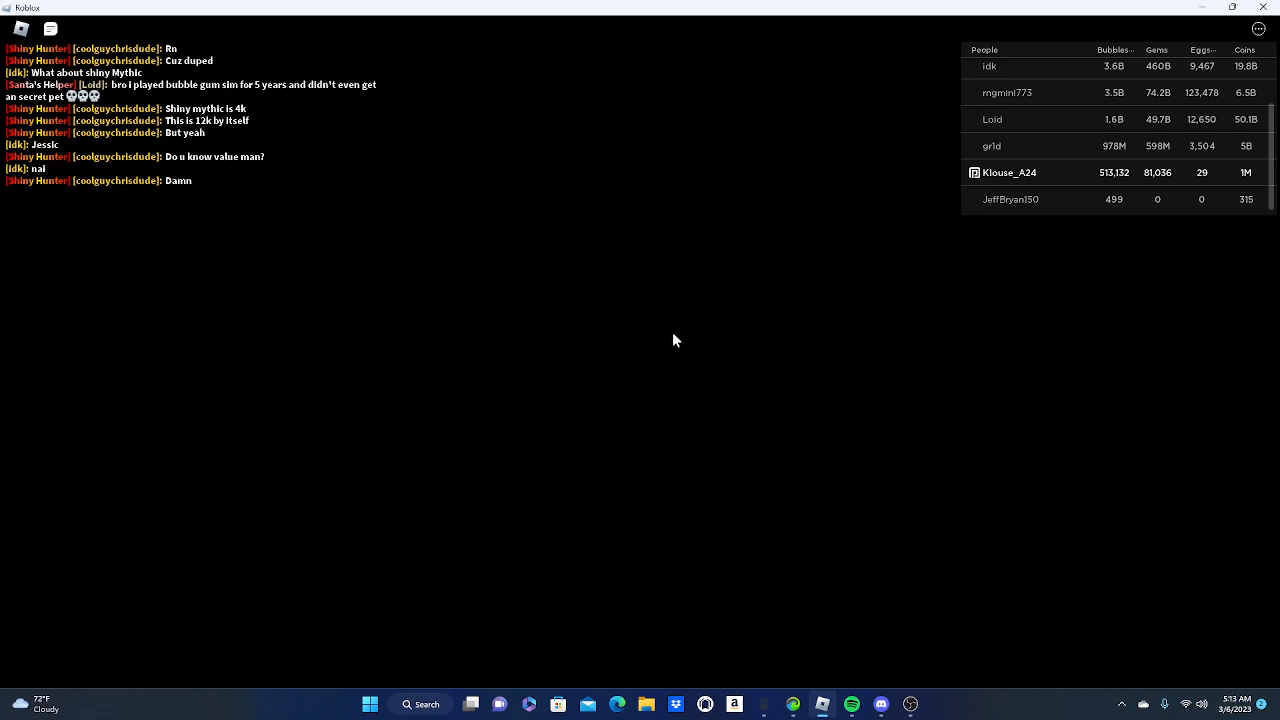 Roblox
[Shiny Hunter] [coolguychrisdude]: Rn
[Shiny Hunter] [coolguychrisdude]: Cuz duped
[idk]: What about shiny Mythic
[Santa's Helper] [Loid]: bro i played bubble gum sim for 5 years and didn't even get
an secret pet 💀💀💀
[Shiny Hunter] [coolguychrisdude]: Shiny mythic is 4k
[Shiny Hunter] [coolguychrisdude]: This is 12k by itself
[Shiny Hunter] [coolguychrisdude]: But yeah
[idk]: Jessic
[Shiny Hunter] [coolguychrisdude]: Do u know value man?
[idk]: nai
[Shiny Hunter] [coolguychrisdude]: Damn
People Bubbles... Gems Eggs... Coins
idk 3.6B 460B 9,467 19.8B
mgmini773 3.5B 74.2B 123,478 6.5B
Loid 1.6B 49.7B 12,650 50.1B
gr1d 978M 598M 3,504 5B
Klouse_A24 513,132 81,036 29 1M
JeffBryan150 499 0 0 315
72°F
Cloudy
Search
a
5:13 AM
3/6/2023
2